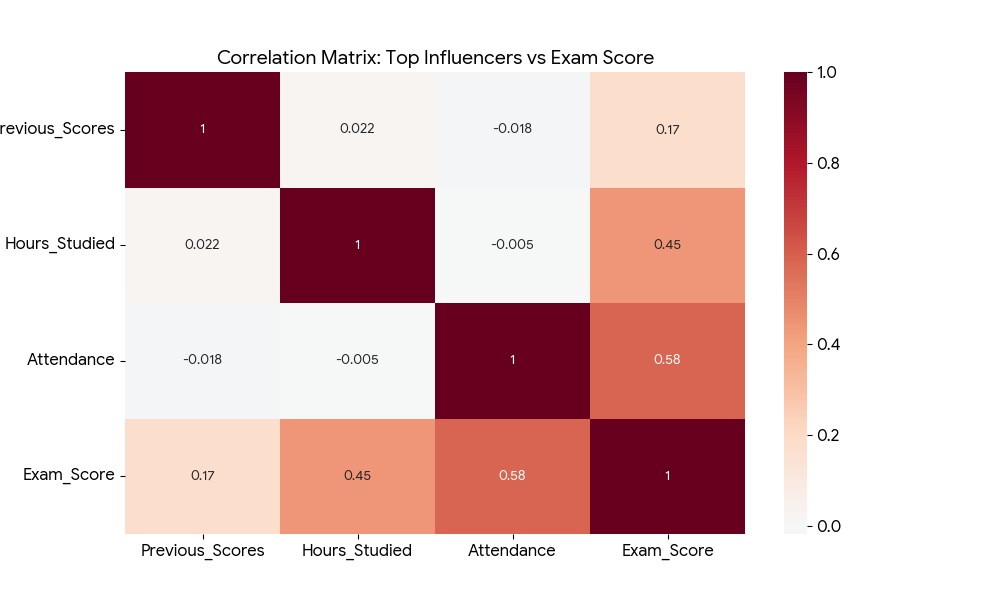 Correlation Matrix: Top Influencers vs Exam Score
revious_Scores 1 0.022 -0.018 0.17
Hours_Studied 0.022 1 -0.005 0.45
Attendance -0.018 -0.005 1 0.58
Exam_Score 0.17 0.45 0.58 1
Previous_Scores Hours_Studied Attendance Exam_Score
1.0
0.8
0.6
0.4
0.2
0.0